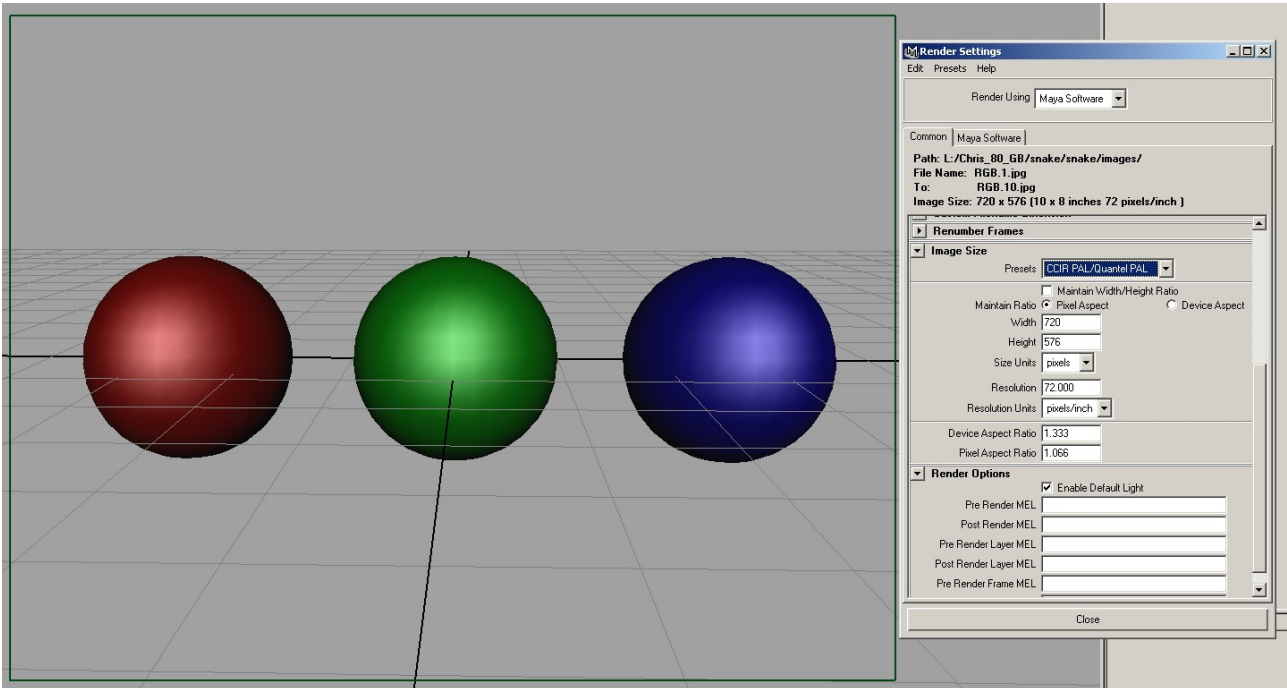 Render Settings
Edit Presets Help
Render Using Maya Software
Common Maya Software
Path: L:/Chris_80_GB/snake/snake/images/
File Name: RGB.1.jpg
To: RGB.10.jpg
Image Size: 720 x 576 (10 x 8 inches 72 pixels/inch )
Renumber Frames
Image Size
Presets CCIR PAL/Quantel PAL
Maintain Width/Height Ratio
Maintain Ratio Pixel Aspect Device Aspect
Width 720
Height 576
Size Units pixels
Resolution 72.000
Resolution Units pixels/inch
Device Aspect Ratio 1.333
Pixel Aspect Ratio 1.066
Render Options
Enable Default Light
Pre Render MEL
Post Render MEL
Pre Render Layer MEL
Post Render Layer MEL
Pre Render Frame MEL
Close